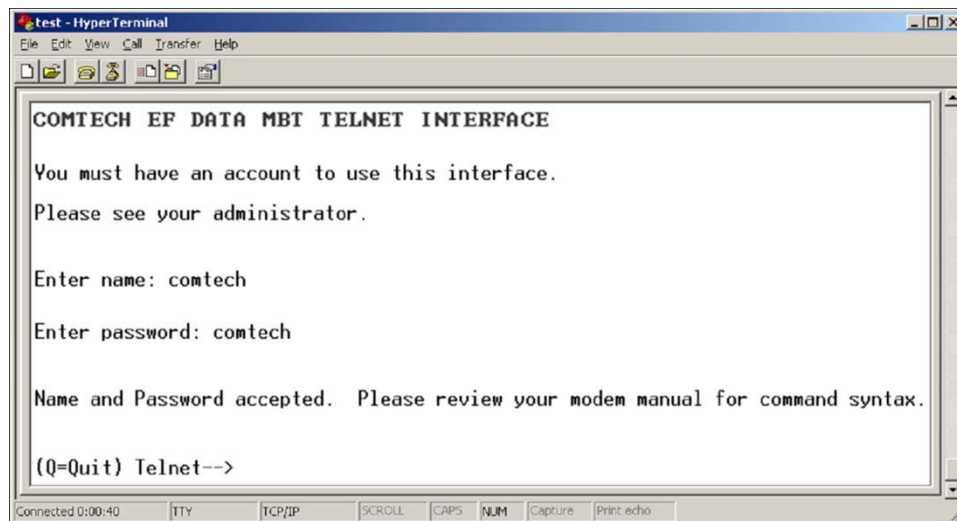 test - HyperTerminal
File Edit View Call Transfer Help
COMTECH EF DATA MBT TELNET INTERFACE
You must have an account to use this interface.
Please see your administrator.
Enter name: comtech
Enter password: comtech
Name and Password accepted.  Please review your modem manual for command syntax.
(Q=Quit) Telnet-->
Connected 0:00:40 TTY TCP/IP SCROLL CAPS NUM Capture Print echo